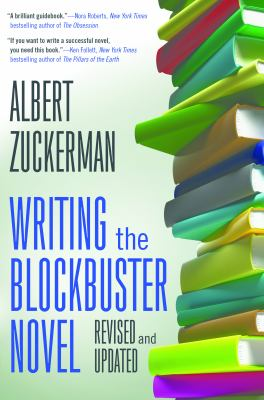 "A brilliant guidebook."—Nora Roberts, New York Times
bestselling author of The Obsession
"If you want to write a successful novel,
you need this book."—Ken Follett, New York Times
bestselling author of The Pillars of the Earth
ALBERT
ZUCKERMAN
WRITING the
BLOCKBUSTER
NOVEL REVISED and
UPDATED